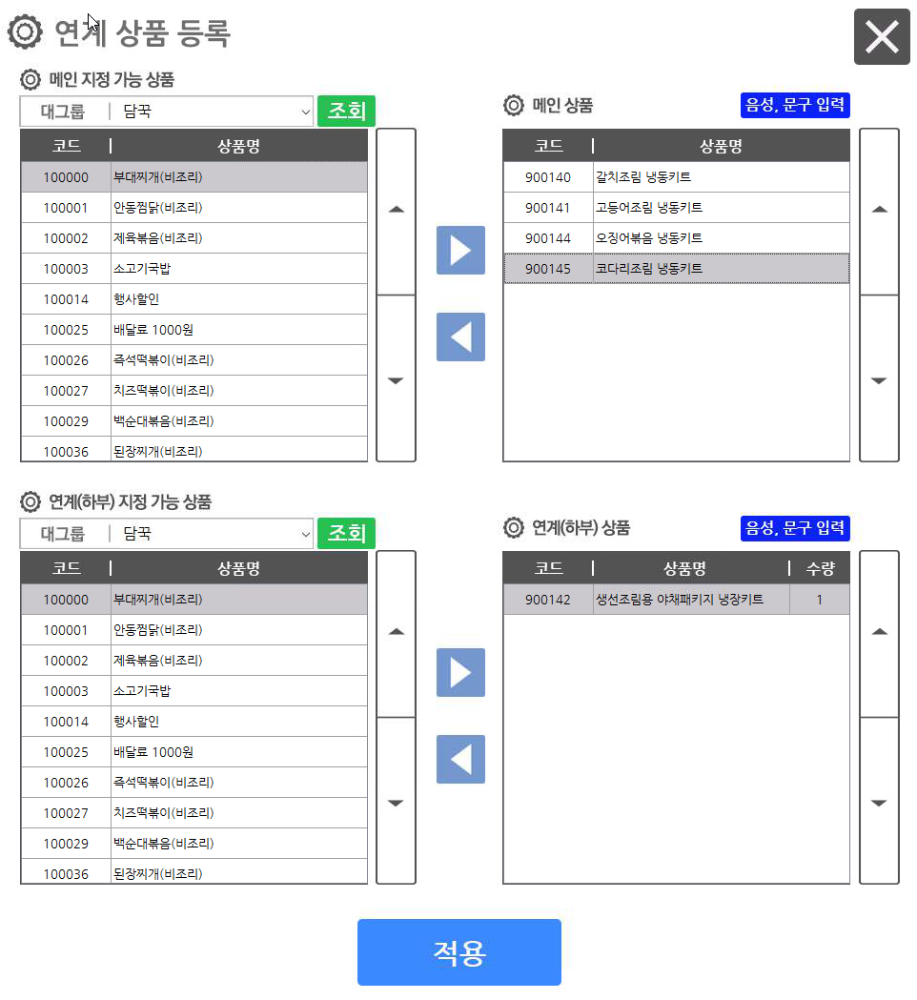 연계 상품 등록
메인 지정 가능 상품
대그룹 담꾹 조회
코드 상품명
100000 부대찌개(비조리)
100001 안동찜닭(비조리)
100002 제육볶음(비조리)
100003 소고기국밥
100014 행사할인
100025 배달료 1000원
100026 즉석떡볶이(비조리)
100027 치즈떡볶이(비조리)
100029 백순대볶음(비조리)
100036 된장찌개(비조리)
메인 상품 음성, 문구 입력
코드 상품명
900140 갈치조림 냉동키트
900141 고등어조림 냉동키트
900144 오징어볶음 냉동키트
900145 코다리조림 냉동키트
연계(하부) 지정 가능 상품
대그룹 담꾹 조회
코드 상품명
100000 부대찌개(비조리)
100001 안동찜닭(비조리)
100002 제육볶음(비조리)
100003 소고기국밥
100014 행사할인
100025 배달료 1000원
100026 즉석떡볶이(비조리)
100027 치즈떡볶이(비조리)
100029 백순대볶음(비조리)
100036 된장찌개(비조리)
연계(하부) 상품 음성, 문구 입력
코드 상품명 수량
900142 생선조림용 야채패키지 냉장키트 1
적용